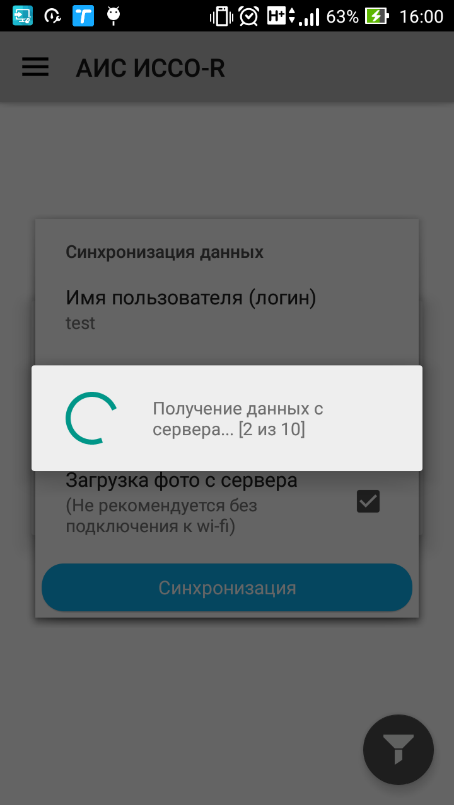 H+ 63% 16:00
АИС ИССО-R
Синхронизация данных
Имя пользователя (логин)
test
Получение данных с
сервера... [2 из 10]
Загрузка фото с сервера
(Не рекомендуется без
подключения к wi-fi)
Синхронизация